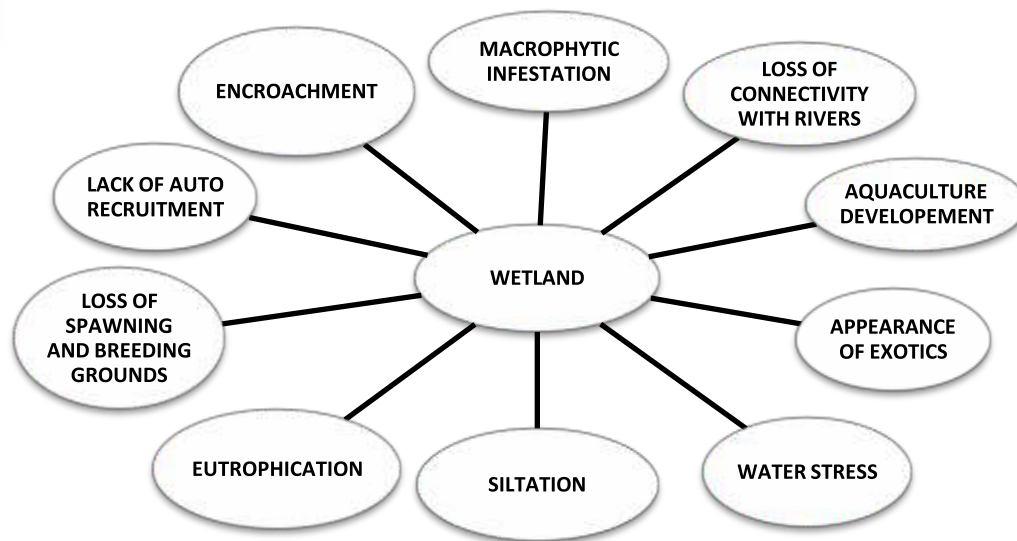 MACROPHYTIC
INFESTATION
ENCROACHMENT
LOSS OF
CONNECTIVITY
WITH RIVERS
LACK OF AUTO
RECRUITMENT
AQUACULTURE
DEVELOPEMENT
WETLAND
LOSS OF
SPAWNING
AND BREEDING
GROUNDS
APPEARANCE
OF EXOTICS
EUTROPHICATION
SILTATION
WATER STRESS